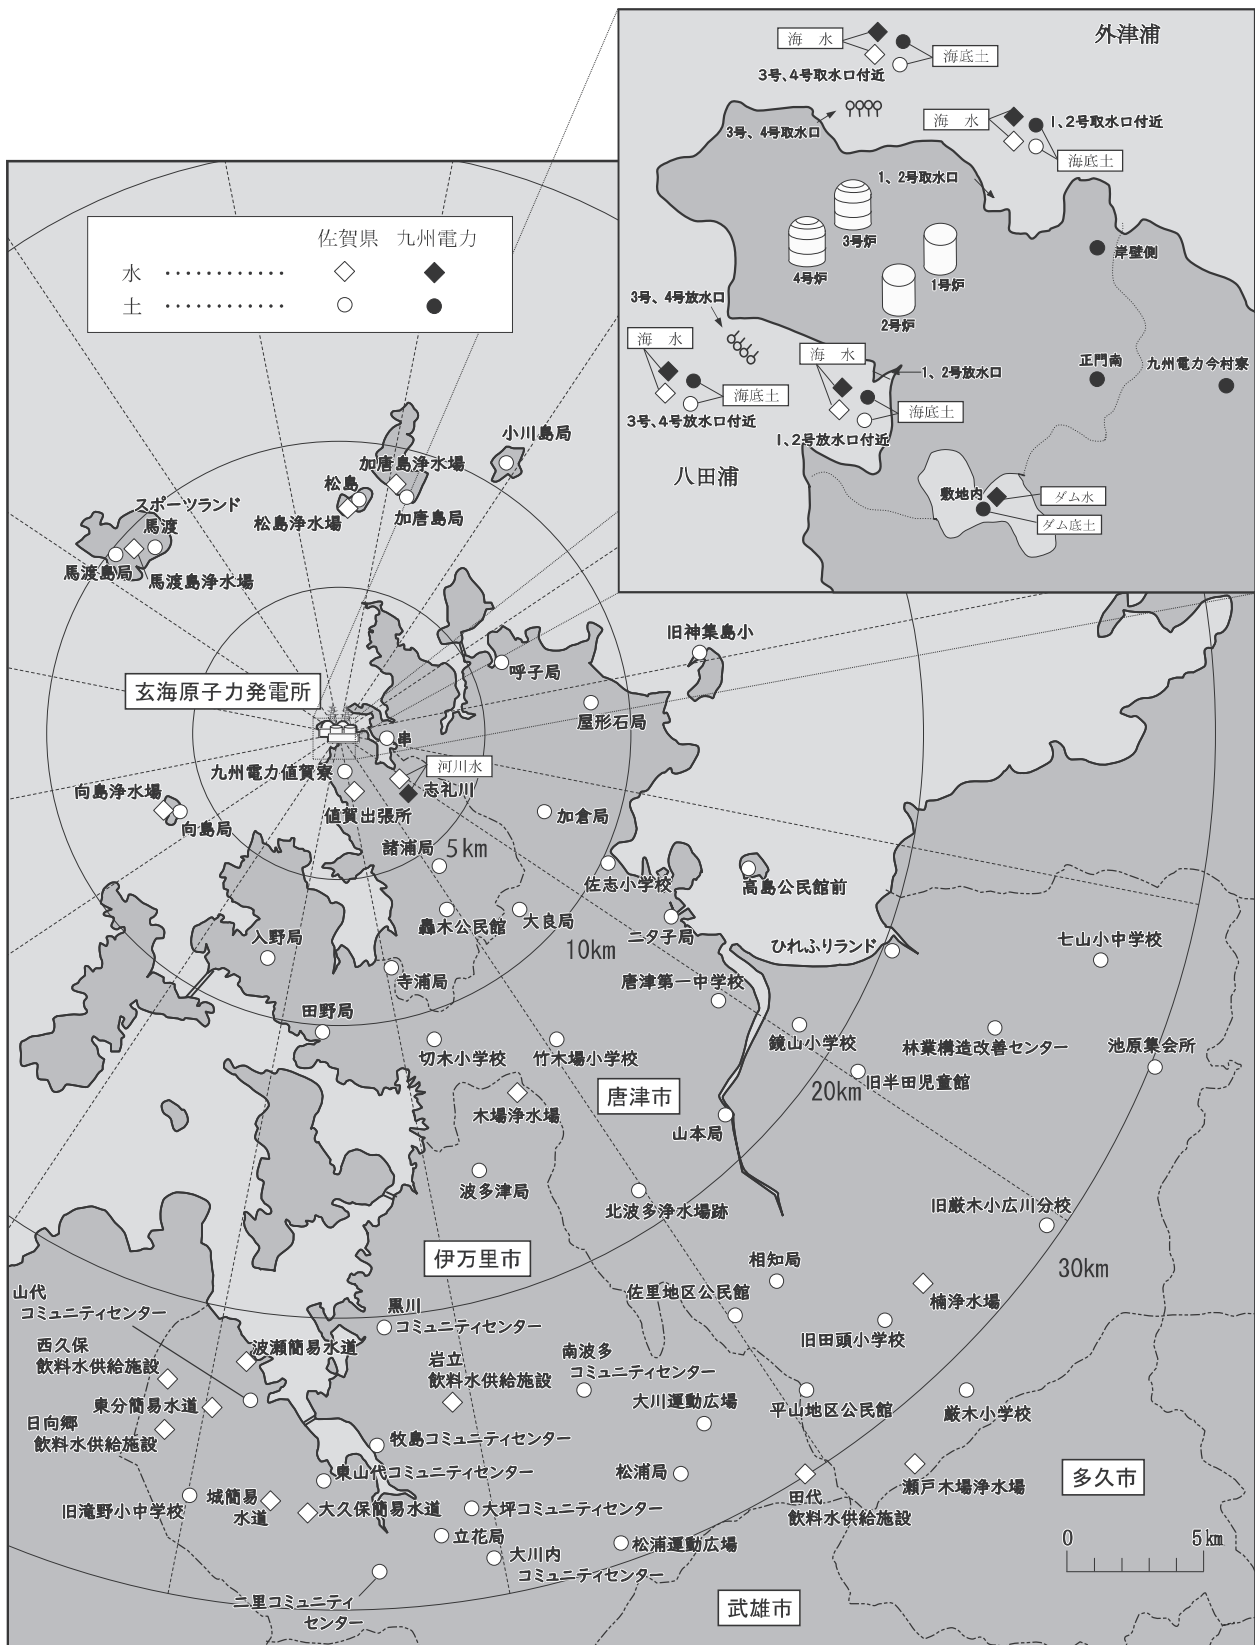 外津浦
海 水
海底土
3号、4号取水口付近
海 水
1、2号取水口付近
海底土
3号、4号取水口
1、2号取水口
3号炉
4号炉
1号炉
2号炉
岸壁側
3号、4号放水口
海 水
海底土
3号、4号放水口付近
海 水
1、2号放水口
海底土
1、2号放水口付近
正門南
九州電力今村寮
八田浦
敷地内
ダム水
ダム底土
佐賀県 九州電力
水
土
小川島局
加唐島浄水場
松島
松島浄水場
加唐島局
スポーツランド
馬渡
馬渡島局
馬渡島浄水場
旧神集島小
呼子局
屋形石局
玄海原子力発電所
串
九州電力値賀寮
河川水
志礼川
値賀出張所
向島浄水場
向島局
加倉局
諸浦局
5km
佐志小学校
高島公民館前
轟木公民館
大良局
二タ子局
ひれふりランド
七山小中学校
入野局
10km
寺浦局
唐津第一中学校
田野局
切木小学校
竹木場小学校
鏡山小学校
林業構造改善センター
池原集会所
20km
旧半田児童館
唐津市
木場浄水場
山本局
波多津局
北波多浄水場跡
旧厳木小広川分校
伊万里市
相知局
30km
山代
コミュニティセンター
黒川
コミュニティセンター
佐里地区公民館
楠浄水場
旧田頭小学校
西久保
飲料水供給施設
波瀬簡易水道
岩立
飲料水供給施設
南波多
コミュニティセンター
東分簡易水道
大川運動広場
平山地区公民館
厳木小学校
日向郷
飲料水供給施設
牧島コミュニティセンター
東山代コミュニティセンター
松浦局
瀬戸木場浄水場
多久市
旧滝野小中学校
城簡易
水道
大久保簡易水道
大坪コミュニティセンター
田代
飲料水供給施設
立花局
松浦運動広場
大川内
コミュニティセンター
0 5km
二里コミュニティ
センター
武雄市